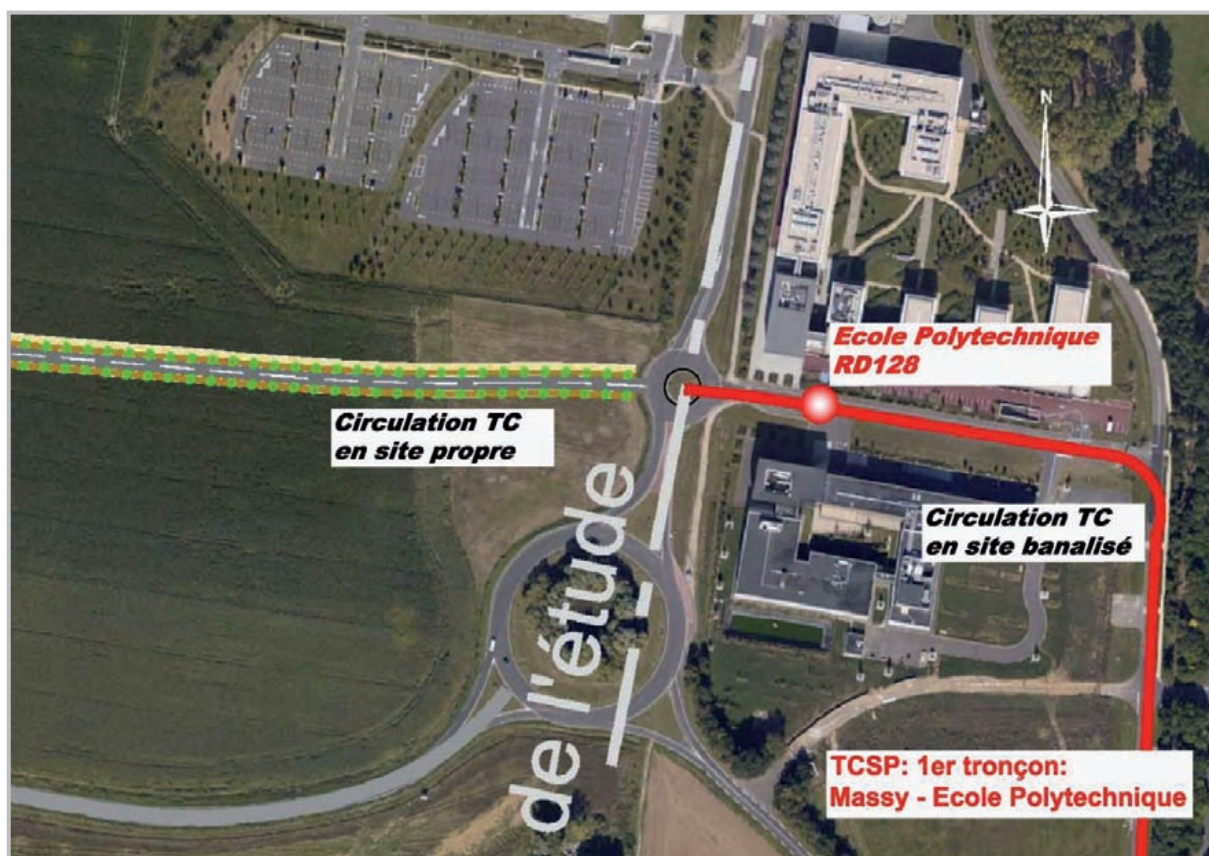 N
Ecole Polytechnique
RD128
Circulation TC
en site propre
Circulation TC
en site banalisé
de l'étude
TCSP: 1er tronçon:
Massy - Ecole Polytechnique